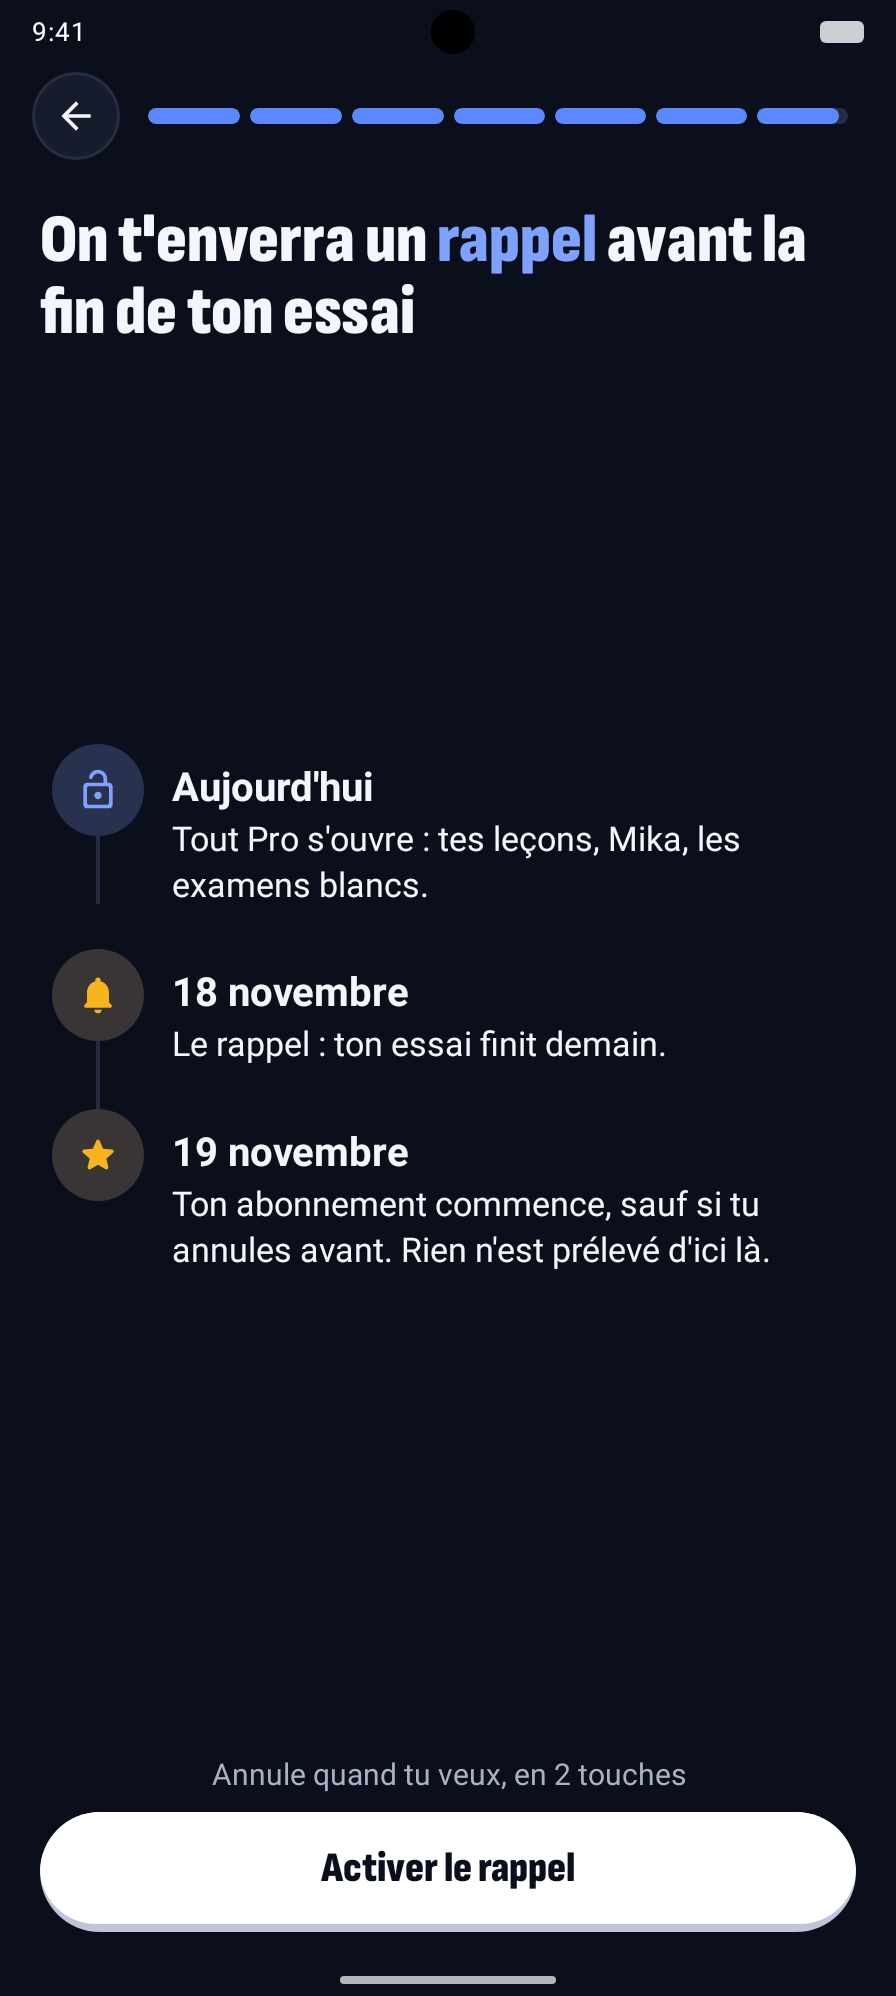 9:41
On t'enverra un rappel avant la
fin de ton essai
Aujourd'hui
Tout Pro s'ouvre : tes leçons, Mika, les
examens blancs.
18 novembre
Le rappel : ton essai finit demain.
19 novembre
Ton abonnement commence, sauf si tu
annules avant. Rien n'est prélevé d'ici là.
Annule quand tu veux, en 2 touches
Activer le rappel